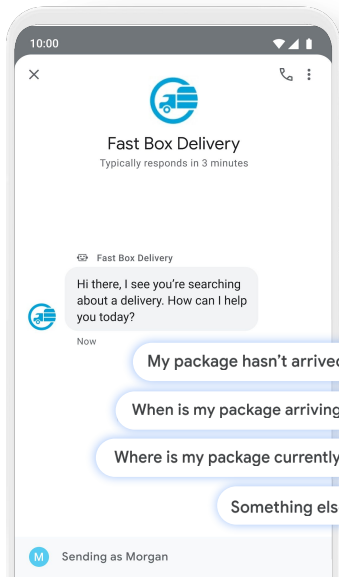 10:00
Fast Box Delivery
Typically responds in 3 minutes
Fast Box Delivery
Hi there, I see you're searching
about a delivery. How can I help
you today?
Now
My package hasn't arrived
When is my package arriving
Where is my package currently
Something els
M Sending as Morgan